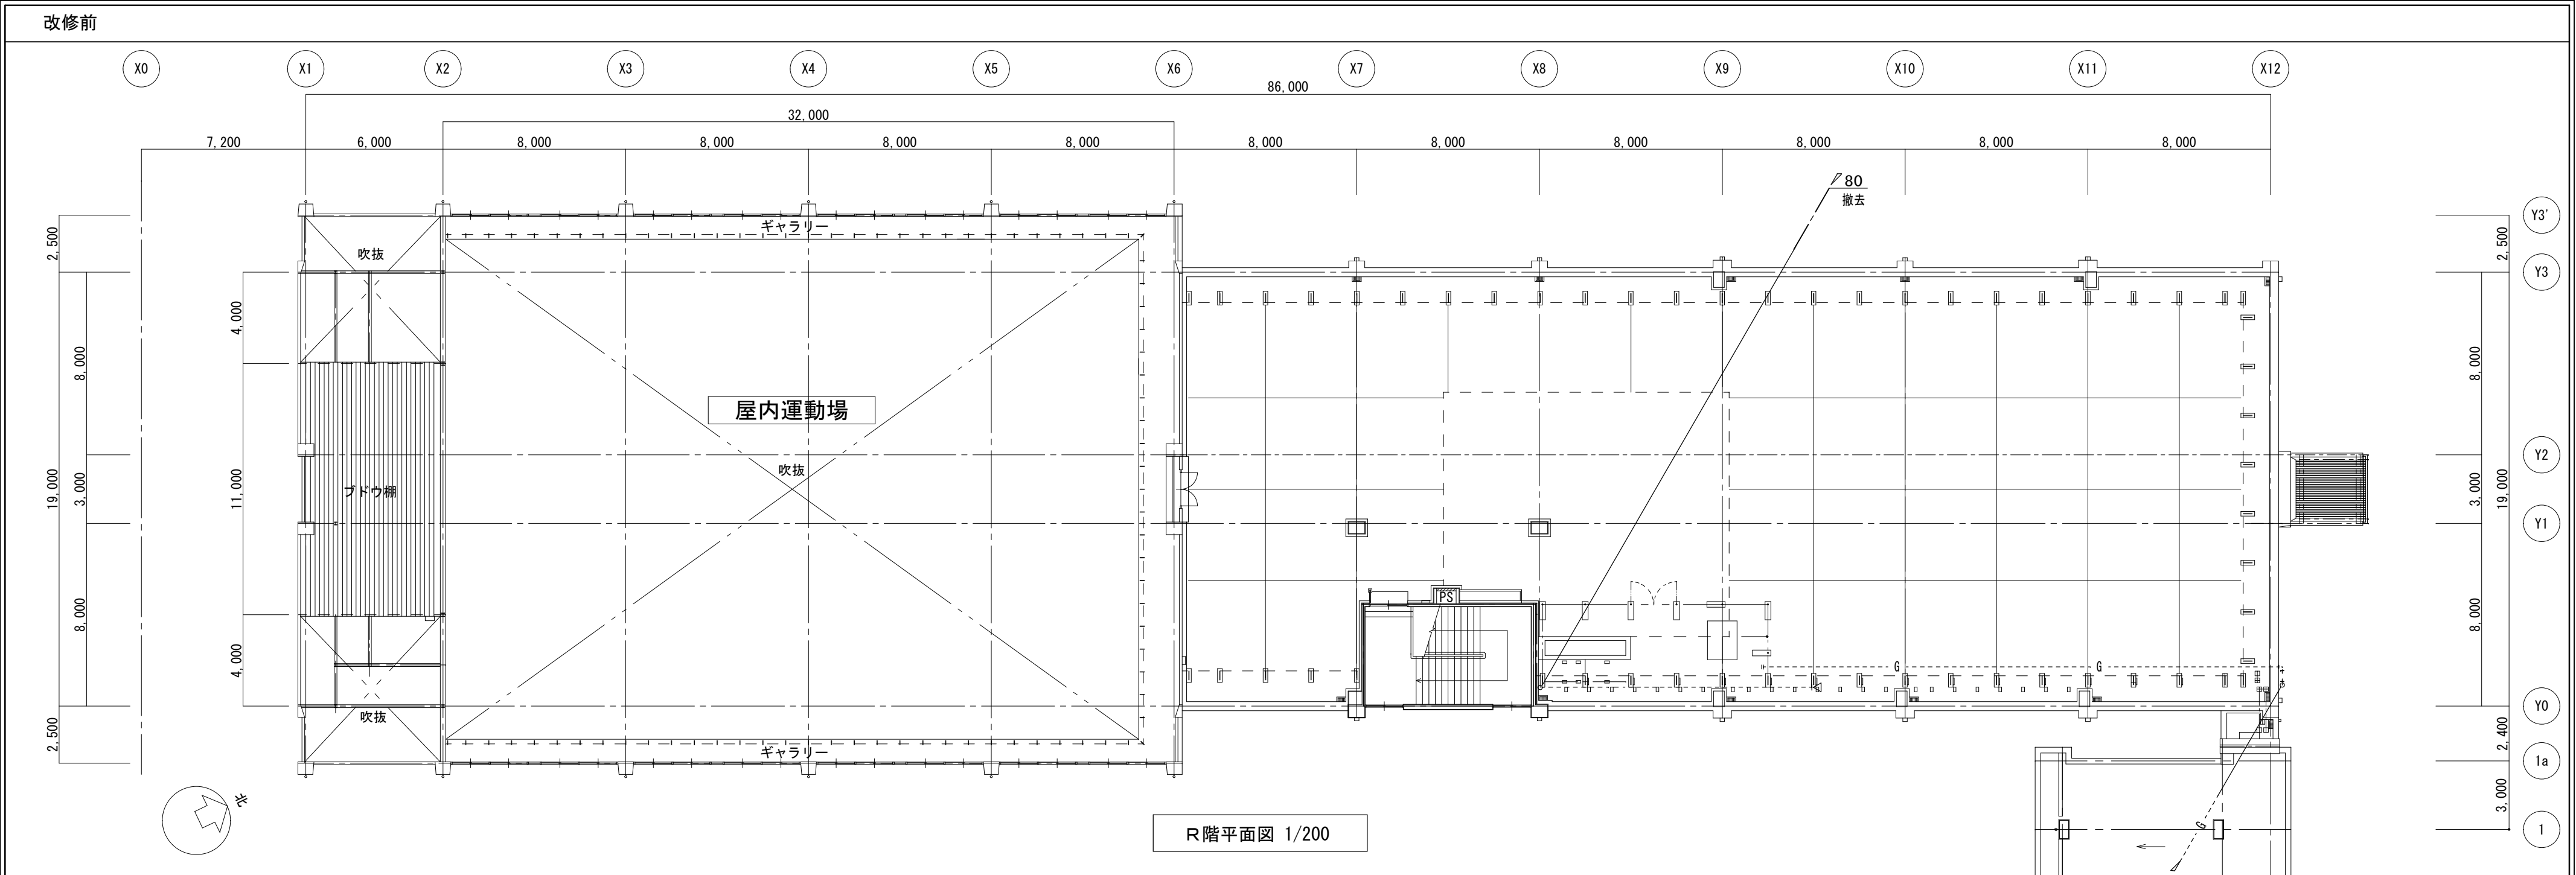 改修前
X0 X1 X2 X3 X4 X5 X6 X7 X8 X9 X10 X11 X12
86,000
32,000
7,200 6,000 8,000 8,000 8,000 8,000 8,000 8,000 8,000 8,000 8,000 8,000
80
撤去
Y3'
2,500
2,500
ギャラリー
吹抜
Y3
4,000
8,000
8,000
屋内運動場
吹抜
Y2
ブドウ棚
19,000
3,000
11,000
3,000
19,000
Y1
PS
8,000
4,000
8,000
G
G
吹抜
Y0
2,500
ギャラリー
2,400
1a
北
3,000
G
1
R階平面図 1/200